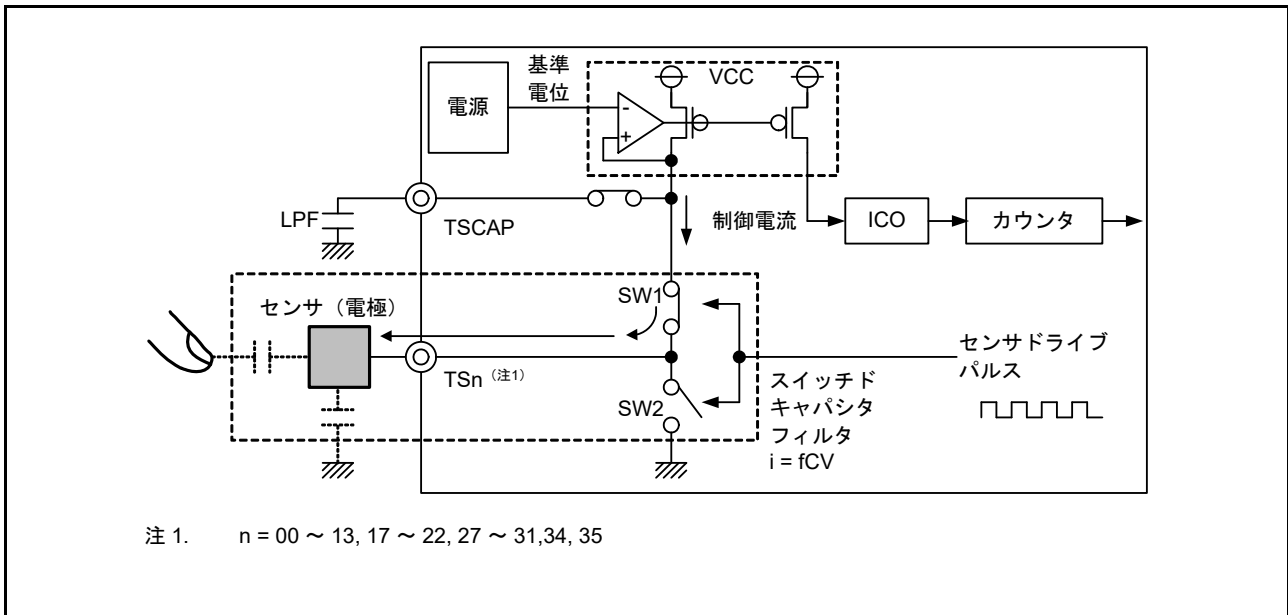 基準
電位
VCC
電源
-
+
LPF
TSCAP
制御電流
ICO
カウンタ
センサ（電極）
SW1
TSn（注1）
SW2
センサドライブ
パルス
スイッチド
キャパシタ
フィルタ
i = fCV
注 1. n = 00 ～ 13, 17 ～ 22, 27 ～ 31,34, 35